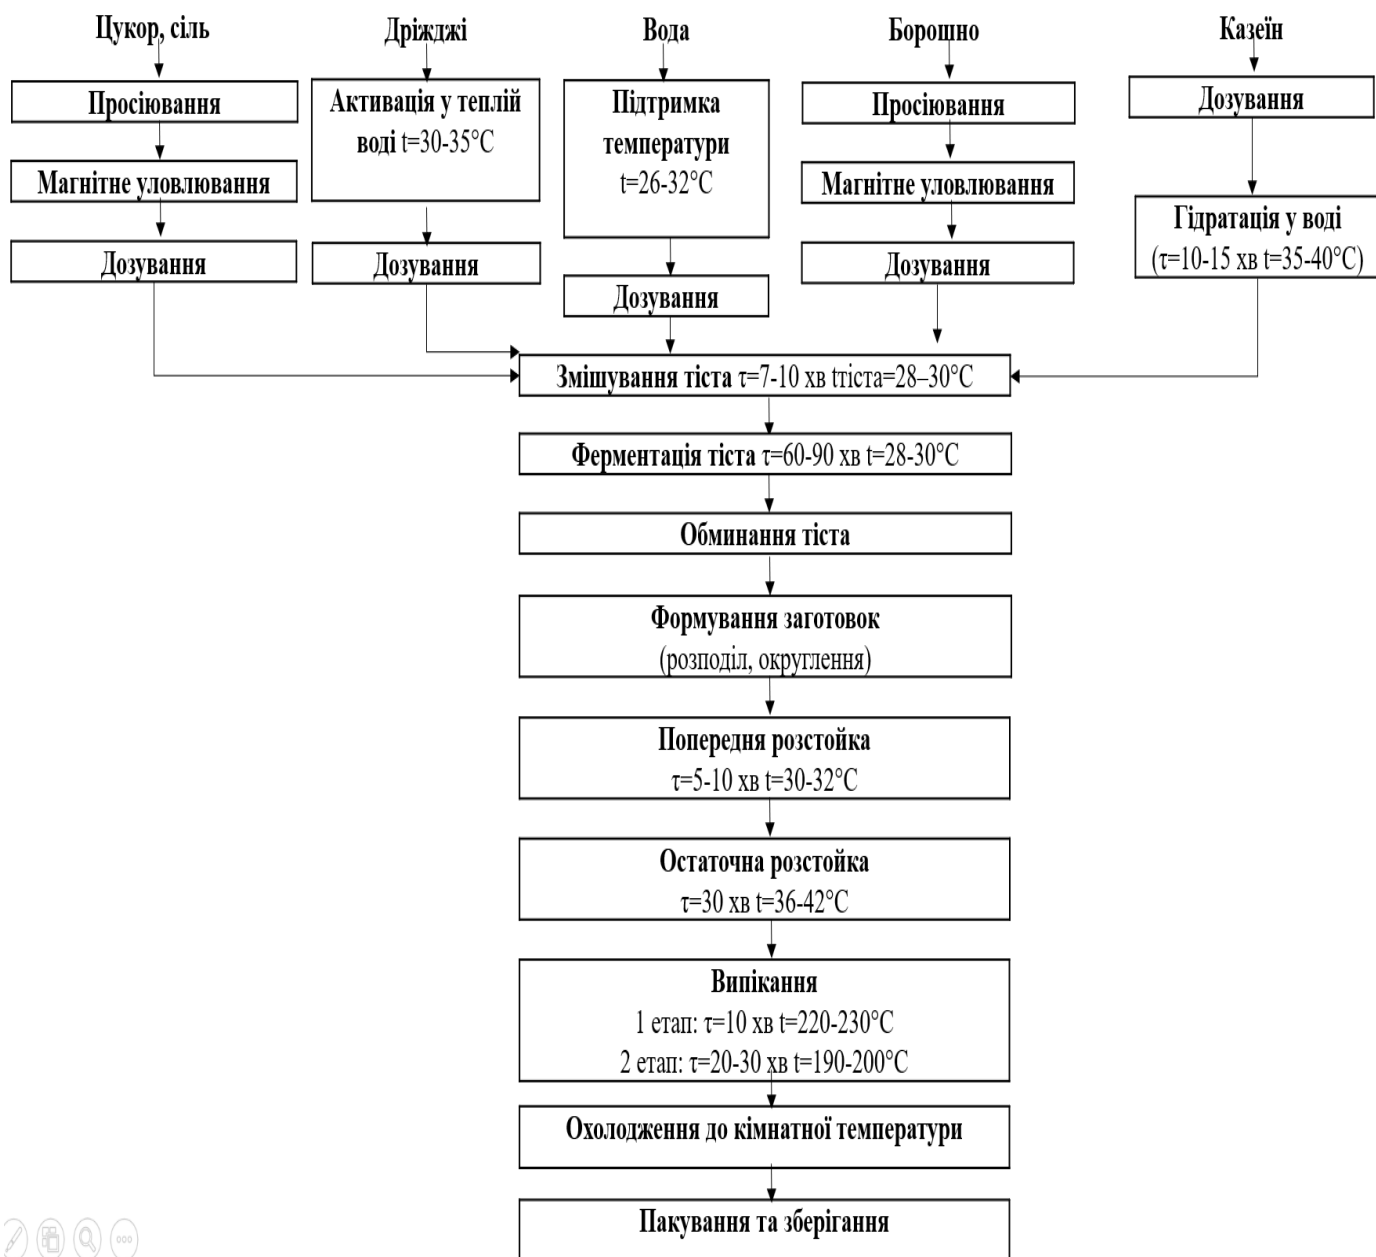 Цукор, сіль
Дріжджі
Вода
Борошно
Казеїн
Просіювання
Магнітне уловлювання
Дозування
Активація у теплій
воді t=30-35°C
Дозування
Підтримка
температури
t=26-32°C
Дозування
Просіювання
Магнітне уловлювання
Дозування
Дозування
Гідратація у воді
(τ=10-15 хв t=35-40°C)
Змішування тіста τ=7-10 хв tтіста=28–30°C
Ферментація тіста τ=60-90 хв t=28-30°C
Обминання тіста
Формування заготовок
(розподіл, округлення)
Попередня розстойка
τ=5-10 хв t=30-32°C
Остаточна розстойка
τ=30 хв t=36-42°C
Випікання
1 етап: τ=10 хв t=220-230°C
2 етап: τ=20-30 хв t=190-200°C
Охолодження до кімнатної температури
Пакування та зберігання